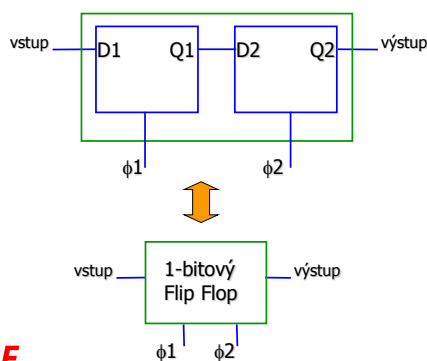 vstup D1 Q1 D2 Q2 výstup
ϕ1 ϕ2
vstup 1-bitový výstup
Flip Flop
ϕ1 ϕ2